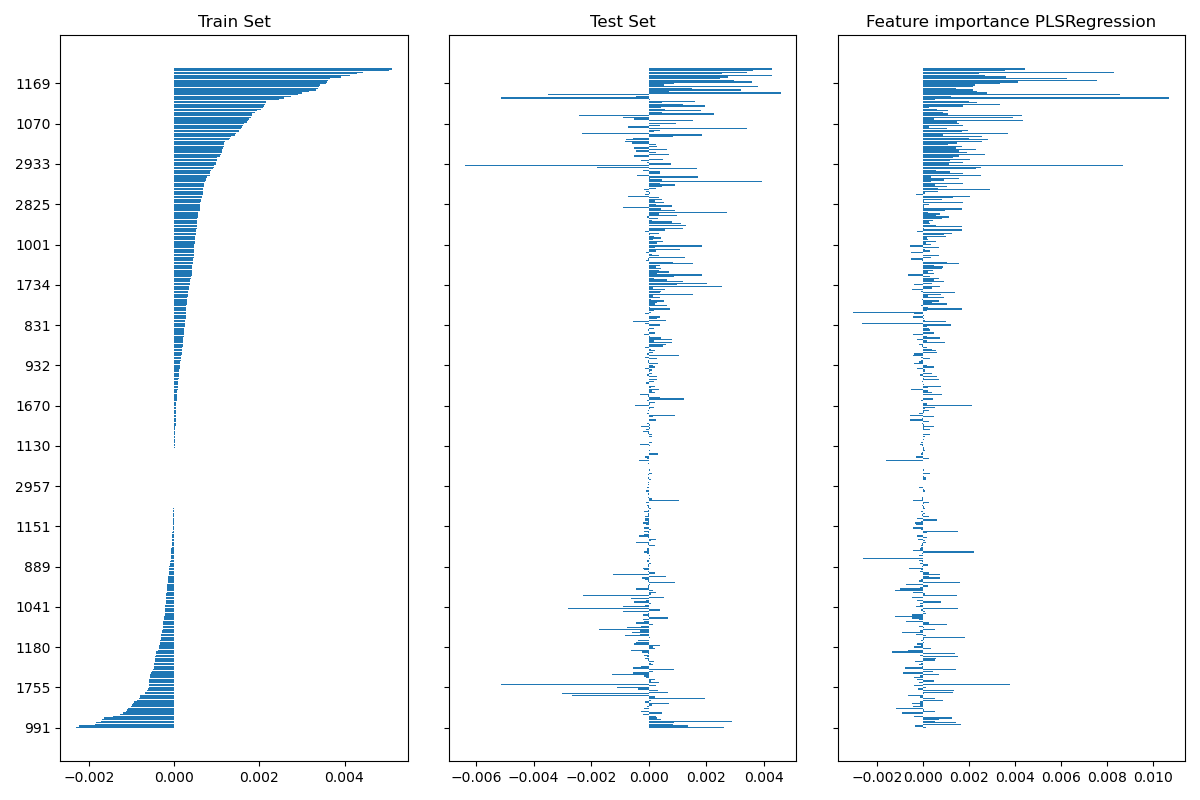 Train Set
Test Set
Feature importance PLSRegression
1169
1070
2933
2825
1001
1734
831
932
1670
1130
2957
1151
889
1041
1180
1755
991
−0.002 0.000 0.002 0.004
−0.006 −0.004 −0.002 0.000 0.002 0.004
−0.002 0.000 0.002 0.004 0.006 0.008 0.010